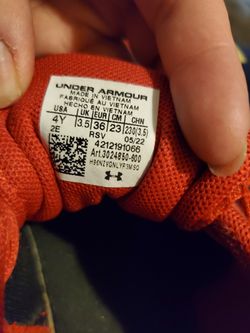 UNDER ARMOUR
MADE IN VIETNAM
FABRIQUÉ AU VIETNAM
HECHO EN VIETNAM
USA UK EUR CM CHN
4Y 3.5 36 23 230(3.5)
2E RSV 05/22
4212191066
Art.3024850-600